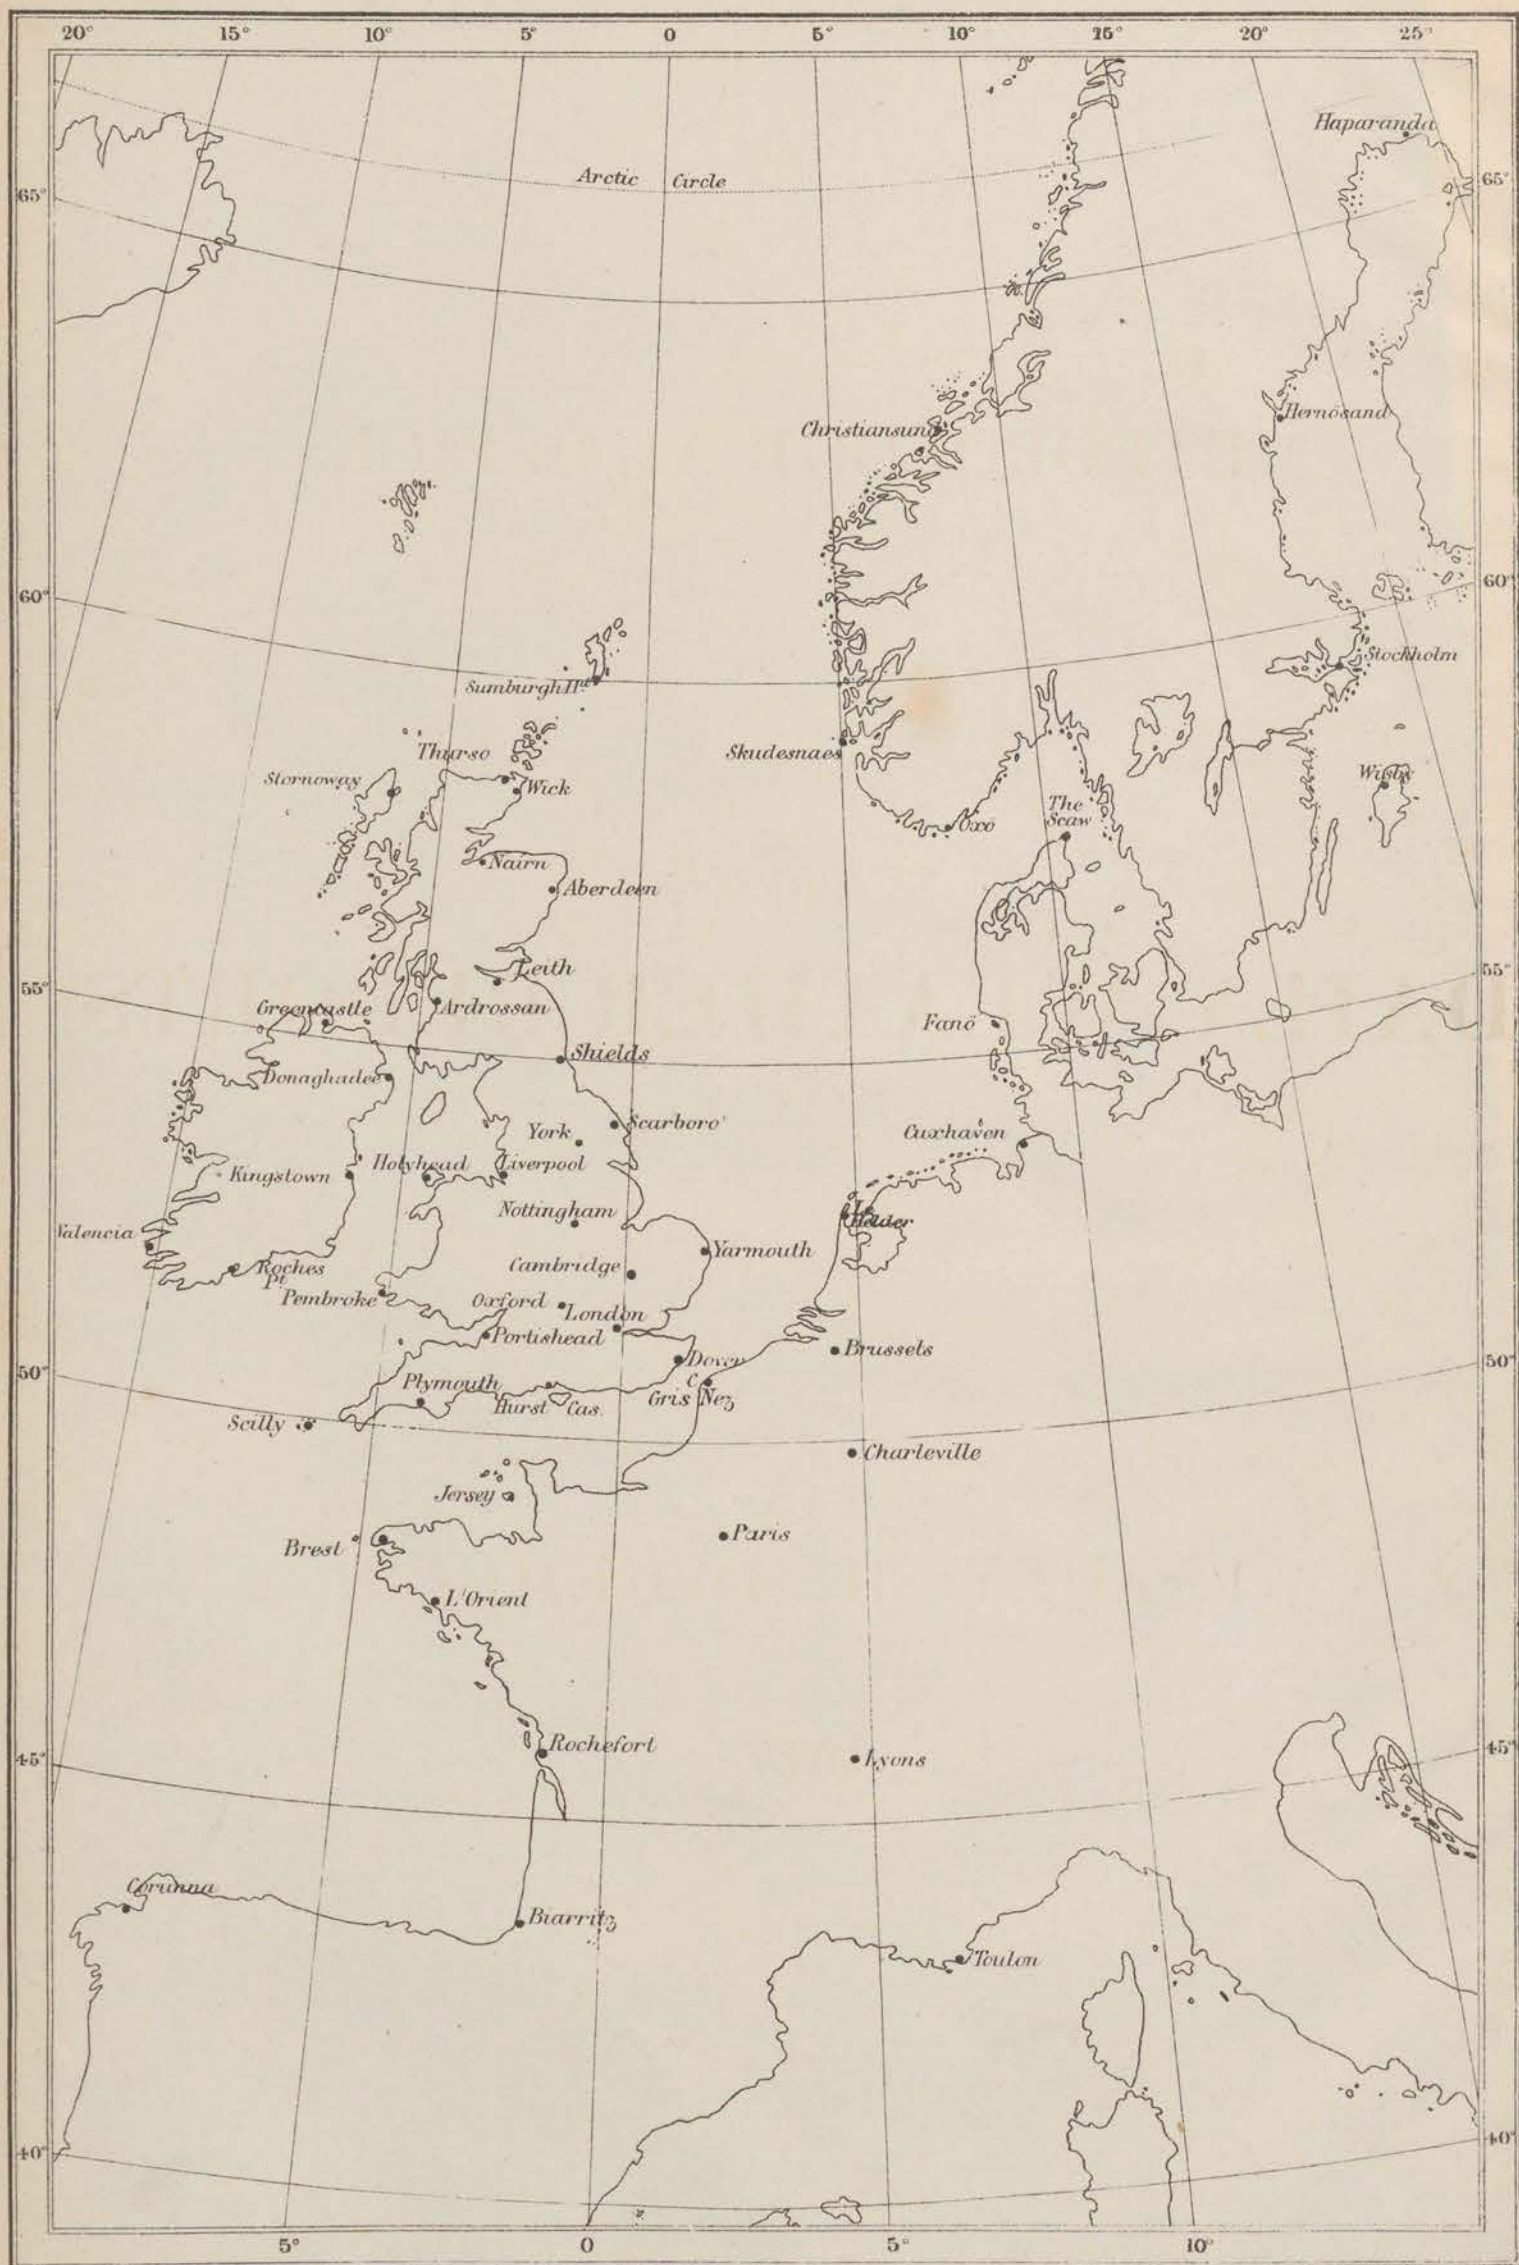 20° 15° 10° 5° 0 5° 10° 15° 20° 25°
Haparanda
Arctic Circle
65° 65°
Hernösand
Christiansund
60° 60°
Stockholm
Sumburgh Hd
Thurso
Skudesnaes
Stornoway
Wick
Wisby
The
Scaw
Oxö
Nairn
Aberdeen
Leith
55° 55°
Greencastle
Ardrossan
Fanö
Shields
Donaghadee
Scarboro'
York
Cuxhaven
Kingstown
Holyhead
Liverpool
Nottingham
Helder
Valencia
Yarmouth
Roches
Pt
Cambridge
Pembroke
Oxford
London
Portishead
Brussels
Dover
50° 50°
Plymouth
C
Gris Nez
Hurst Cas.
Scilly
Charleville
Jersey
Paris
Brest
L'Orient
Rochefort
45° 45°
Lyons
Corunna
Biarritz
Toulon
40° 40°
5° 0 5° 10°